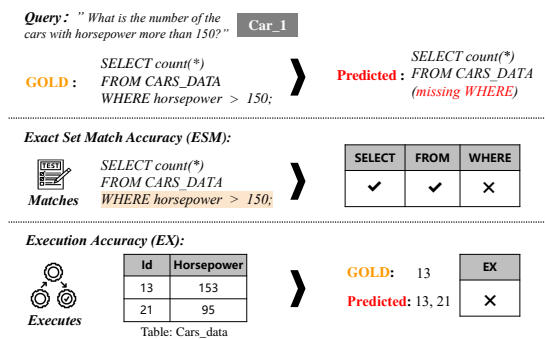 Query: " What is the number of the
cars with horsepower more than 150?"
Car_1
GOLD :
SELECT count(*)
FROM CARS_DATA
WHERE horsepower > 150;
Predicted :
SELECT count(*)
FROM CARS_DATA
(missing WHERE)
Exact Set Match Accuracy (ESM):
TEST
Matches
SELECT count(*)
FROM CARS_DATA
WHERE horsepower > 150;
SELECT FROM WHERE
✔ ✔ ✕
Execution Accuracy (EX):
Executes
Id Horsepower
13 153
21 95
Table: Cars_data
GOLD: 13
Predicted: 13, 21
EX
✕